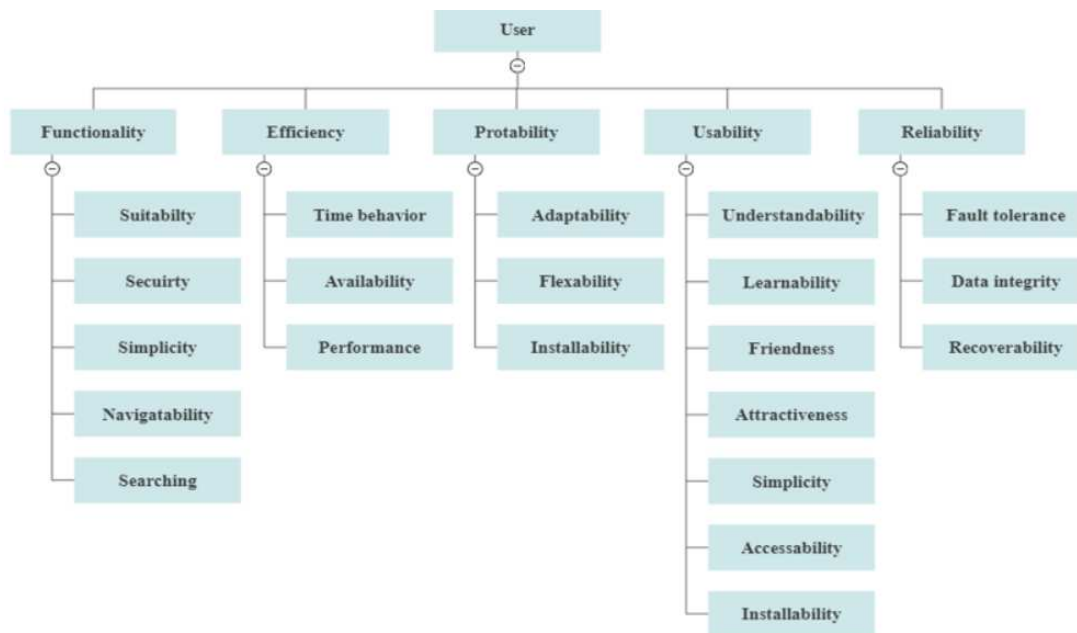 User
Functionality
Efficiency
Protability
Usability
Reliability
Suitabilty
Time behavior
Adaptability
Understandability
Fault tolerance
Secuirty
Availability
Flexability
Learnability
Data integrity
Simplicity
Performance
Installability
Friendness
Recoverability
Navigatability
Attractiveness
Searching
Simplicity
Accessability
Installability